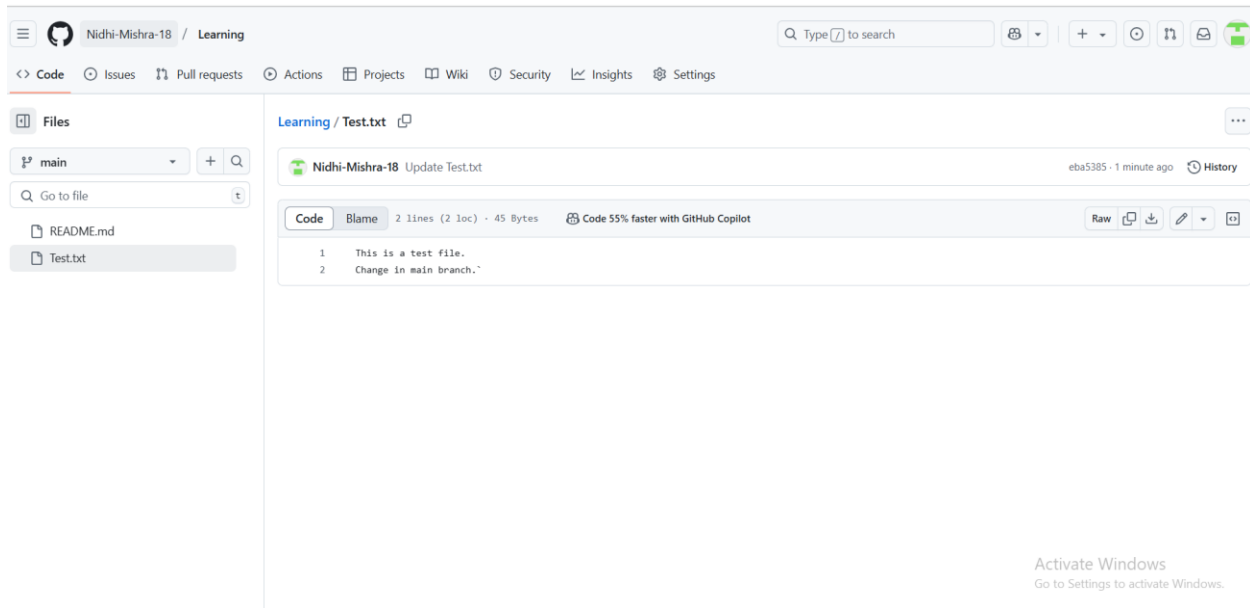 Nidhi-Mishra-18 / Learning
Type / to search
Code Issues Pull requests Actions Projects Wiki Security Insights Settings
Files
main
Go to file t
README.md
Test.txt
Learning / Test.txt
Nidhi-Mishra-18 Update Test.txt
eba5385 · 1 minute ago History
Code Blame 2 lines (2 loc) · 45 Bytes Code 55% faster with GitHub Copilot Raw
1 This is a test file.
2 Change in main branch.`
Activate Windows
Go to Settings to activate Windows.